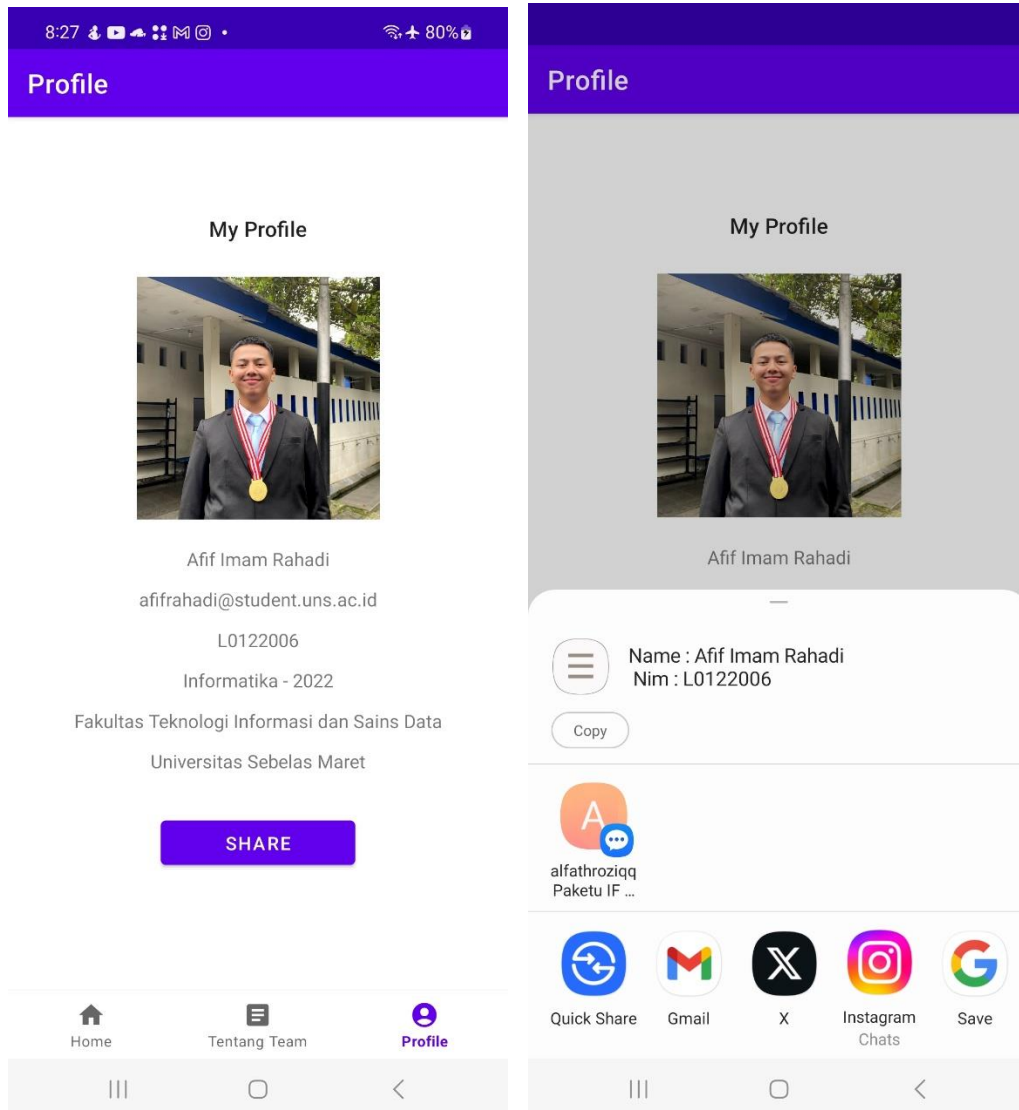 8:27
80%
Profile
My Profile
Afif Imam Rahadi
afifrahadi@student.uns.ac.id
L0122006
Informatika - 2022
Fakultas Teknologi Informasi dan Sains Data
Universitas Sebelas Maret
SHARE
Home
Tentang Team
Profile
Profile
My Profile
Afif Imam Rahadi
Name : Afif Imam Rahadi
Nim : L0122006
Copy
A
alfathroziqq
Paketu IF ...
Quick Share
Gmail
X
Instagram
Chats
Save